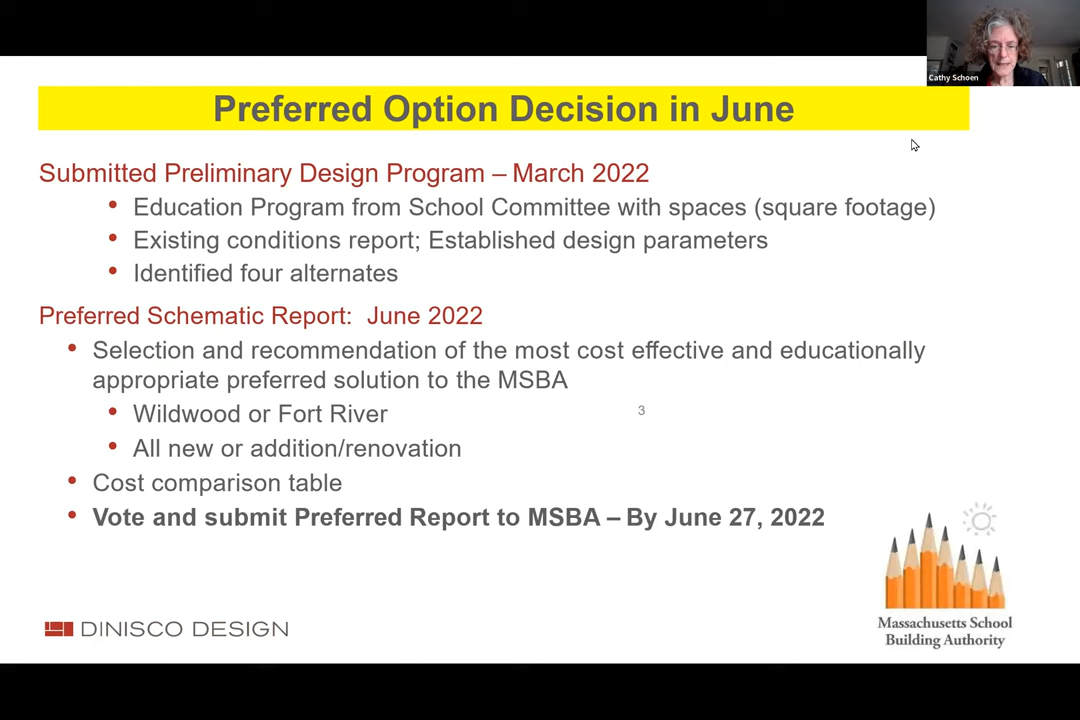 Cathy Schoen
Preferred Option Decision in June
Submitted Preliminary Design Program – March 2022
• Education Program from School Committee with spaces (square footage)
• Existing conditions report; Established design parameters
• Identified four alternates
Preferred Schematic Report:  June 2022
• Selection and recommendation of the most cost effective and educationally
appropriate preferred solution to the MSBA
• Wildwood or Fort River
3
• All new or addition/renovation
• Cost comparison table
• Vote and submit Preferred Report to MSBA – By June 27, 2022
DINISCO DESIGN
Massachusetts School
Building Authority